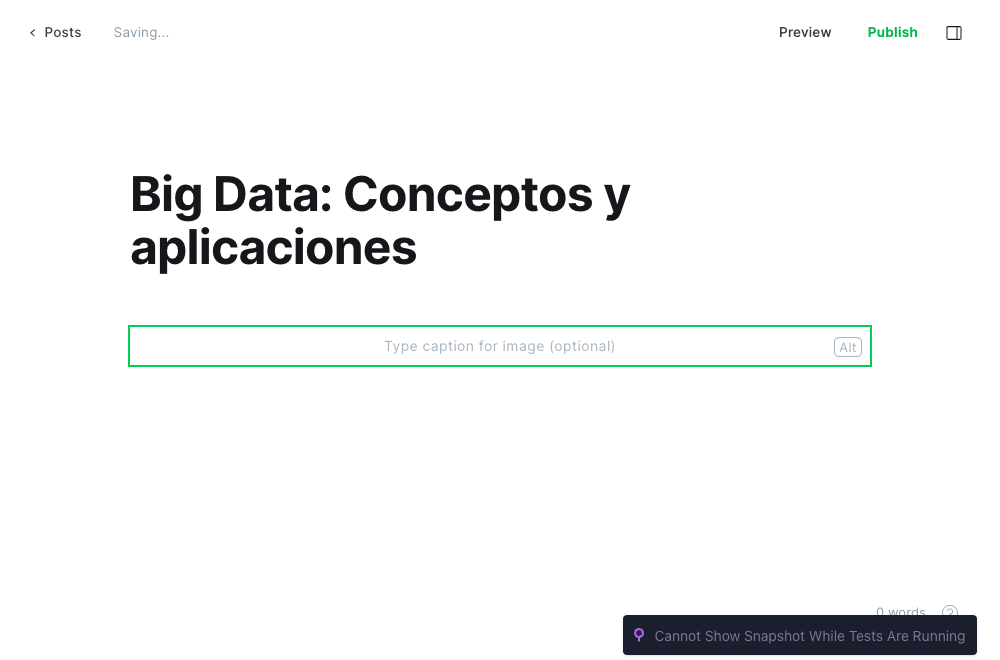 Posts
Saving...
Preview
Publish
Big Data: Conceptos y
aplicaciones
Type caption for image (optional)
Alt
0 words
?
Cannot Show Snapshot While Tests Are Running